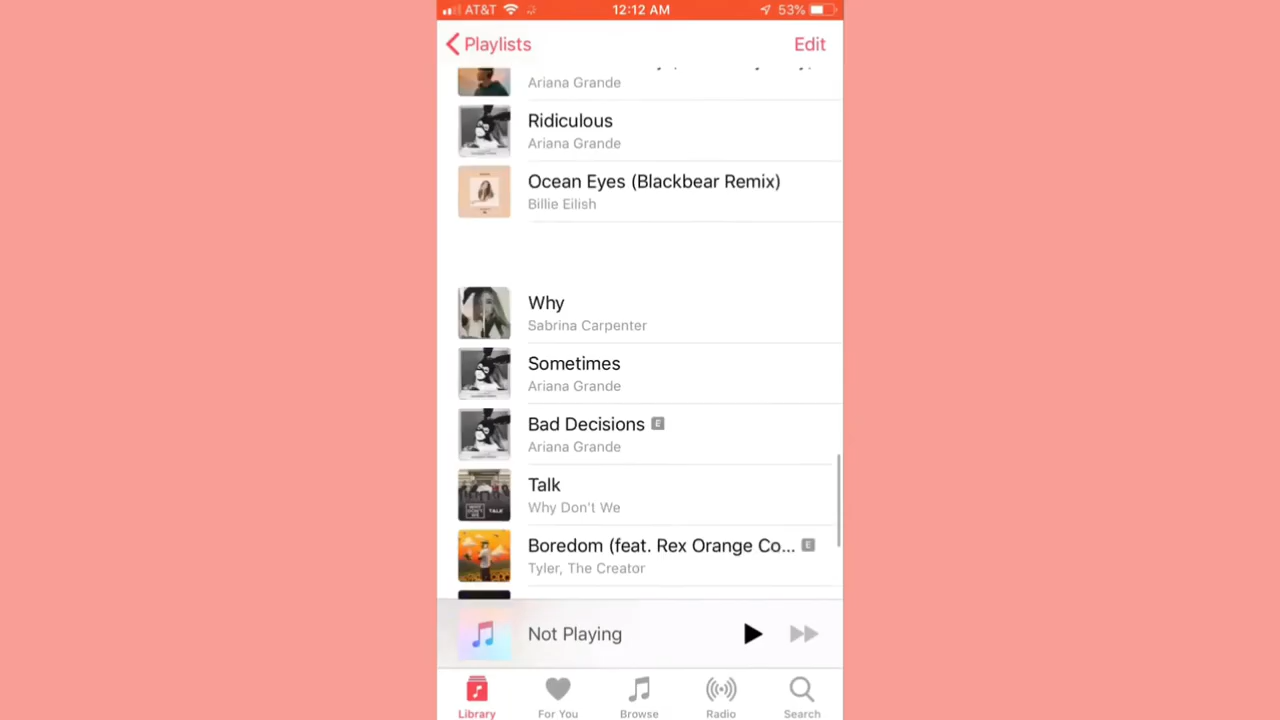 AT&T 12:12 AM 53%
Playlists Edit
Ariana Grande
Ridiculous
Ariana Grande
Ocean Eyes (Blackbear Remix)
Billie Eilish
Why
Sabrina Carpenter
Sometimes
Ariana Grande
Bad Decisions E
Ariana Grande
Talk
Why Don't We
Boredom (feat. Rex Orange Co... E
Tyler, The Creator
Not Playing
Library For You Browse Radio Search